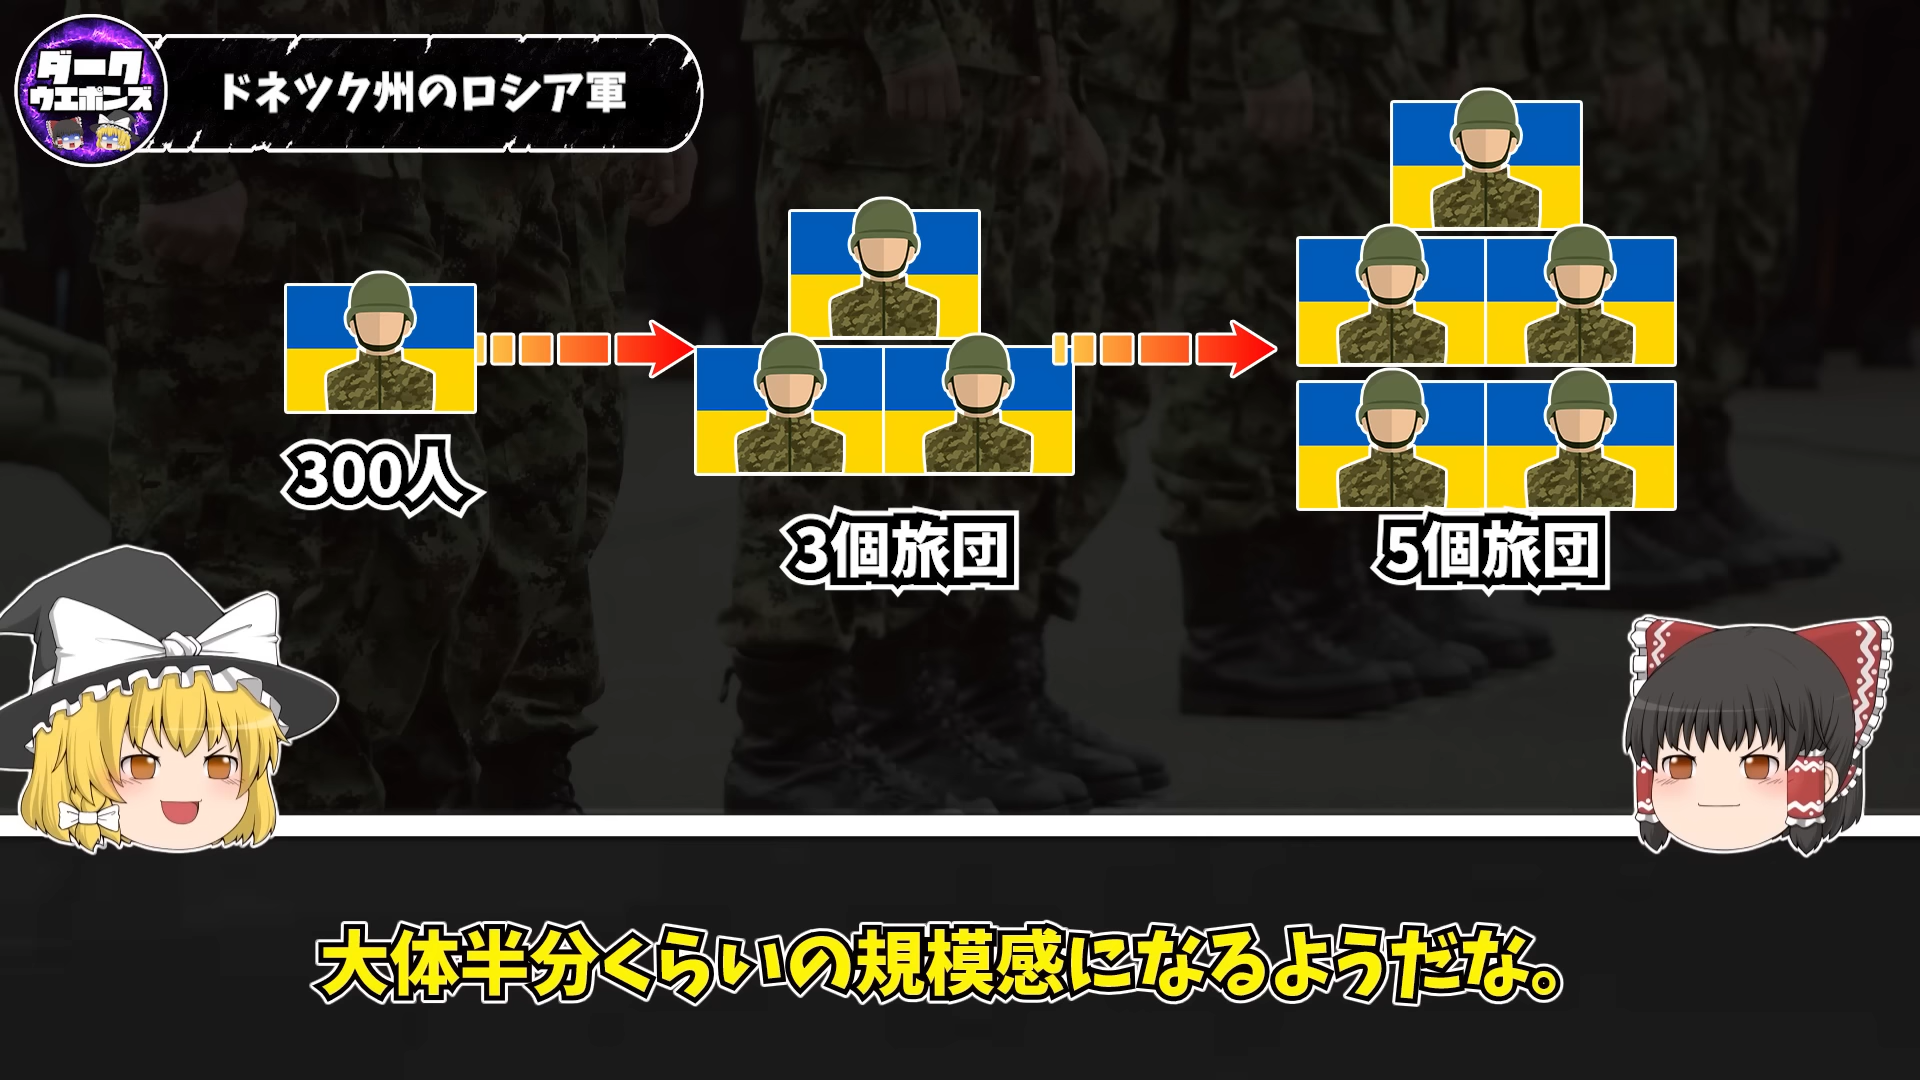 ダーク
ウエポンズ
ドネツク州のロシア軍
300人
3個旅団
5個旅団
大体半分くらいの規模感になるようだな。